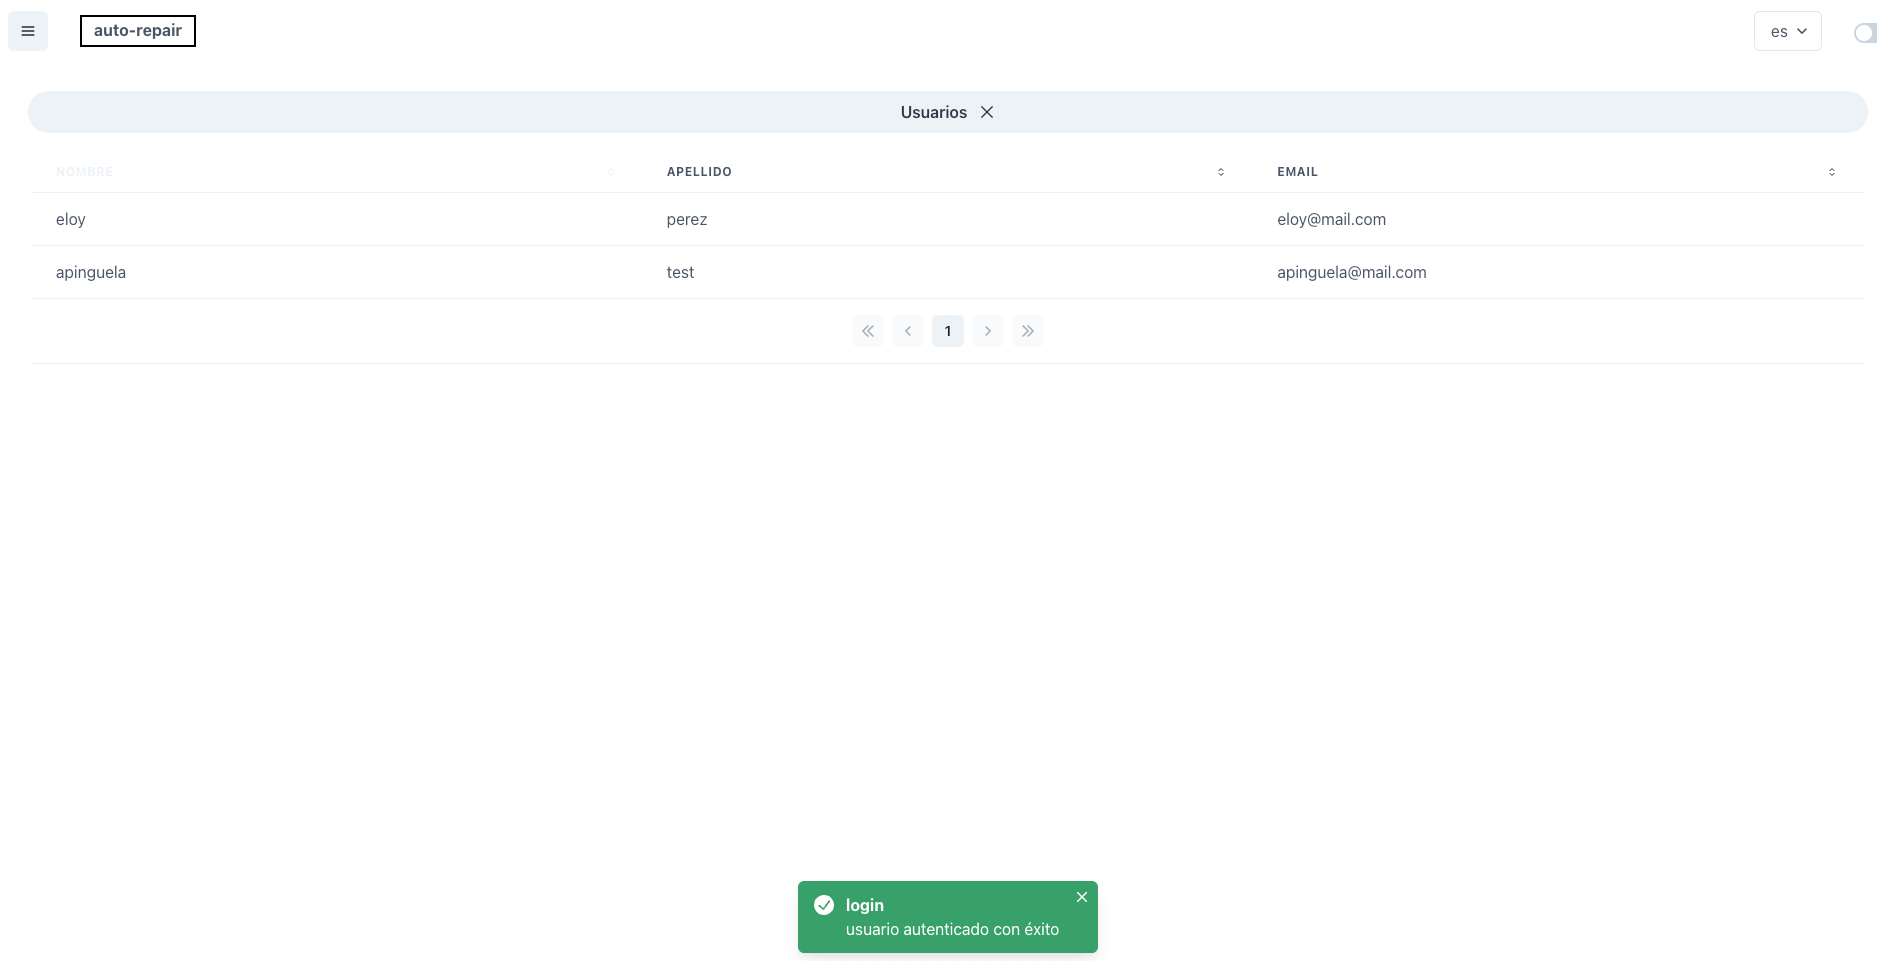 auto-repair
es
Usuarios
NOMBRE APELLIDO EMAIL
eloy perez eloy@mail.com
apinguela test apinguela@mail.com
1
login
usuario autenticado con éxito